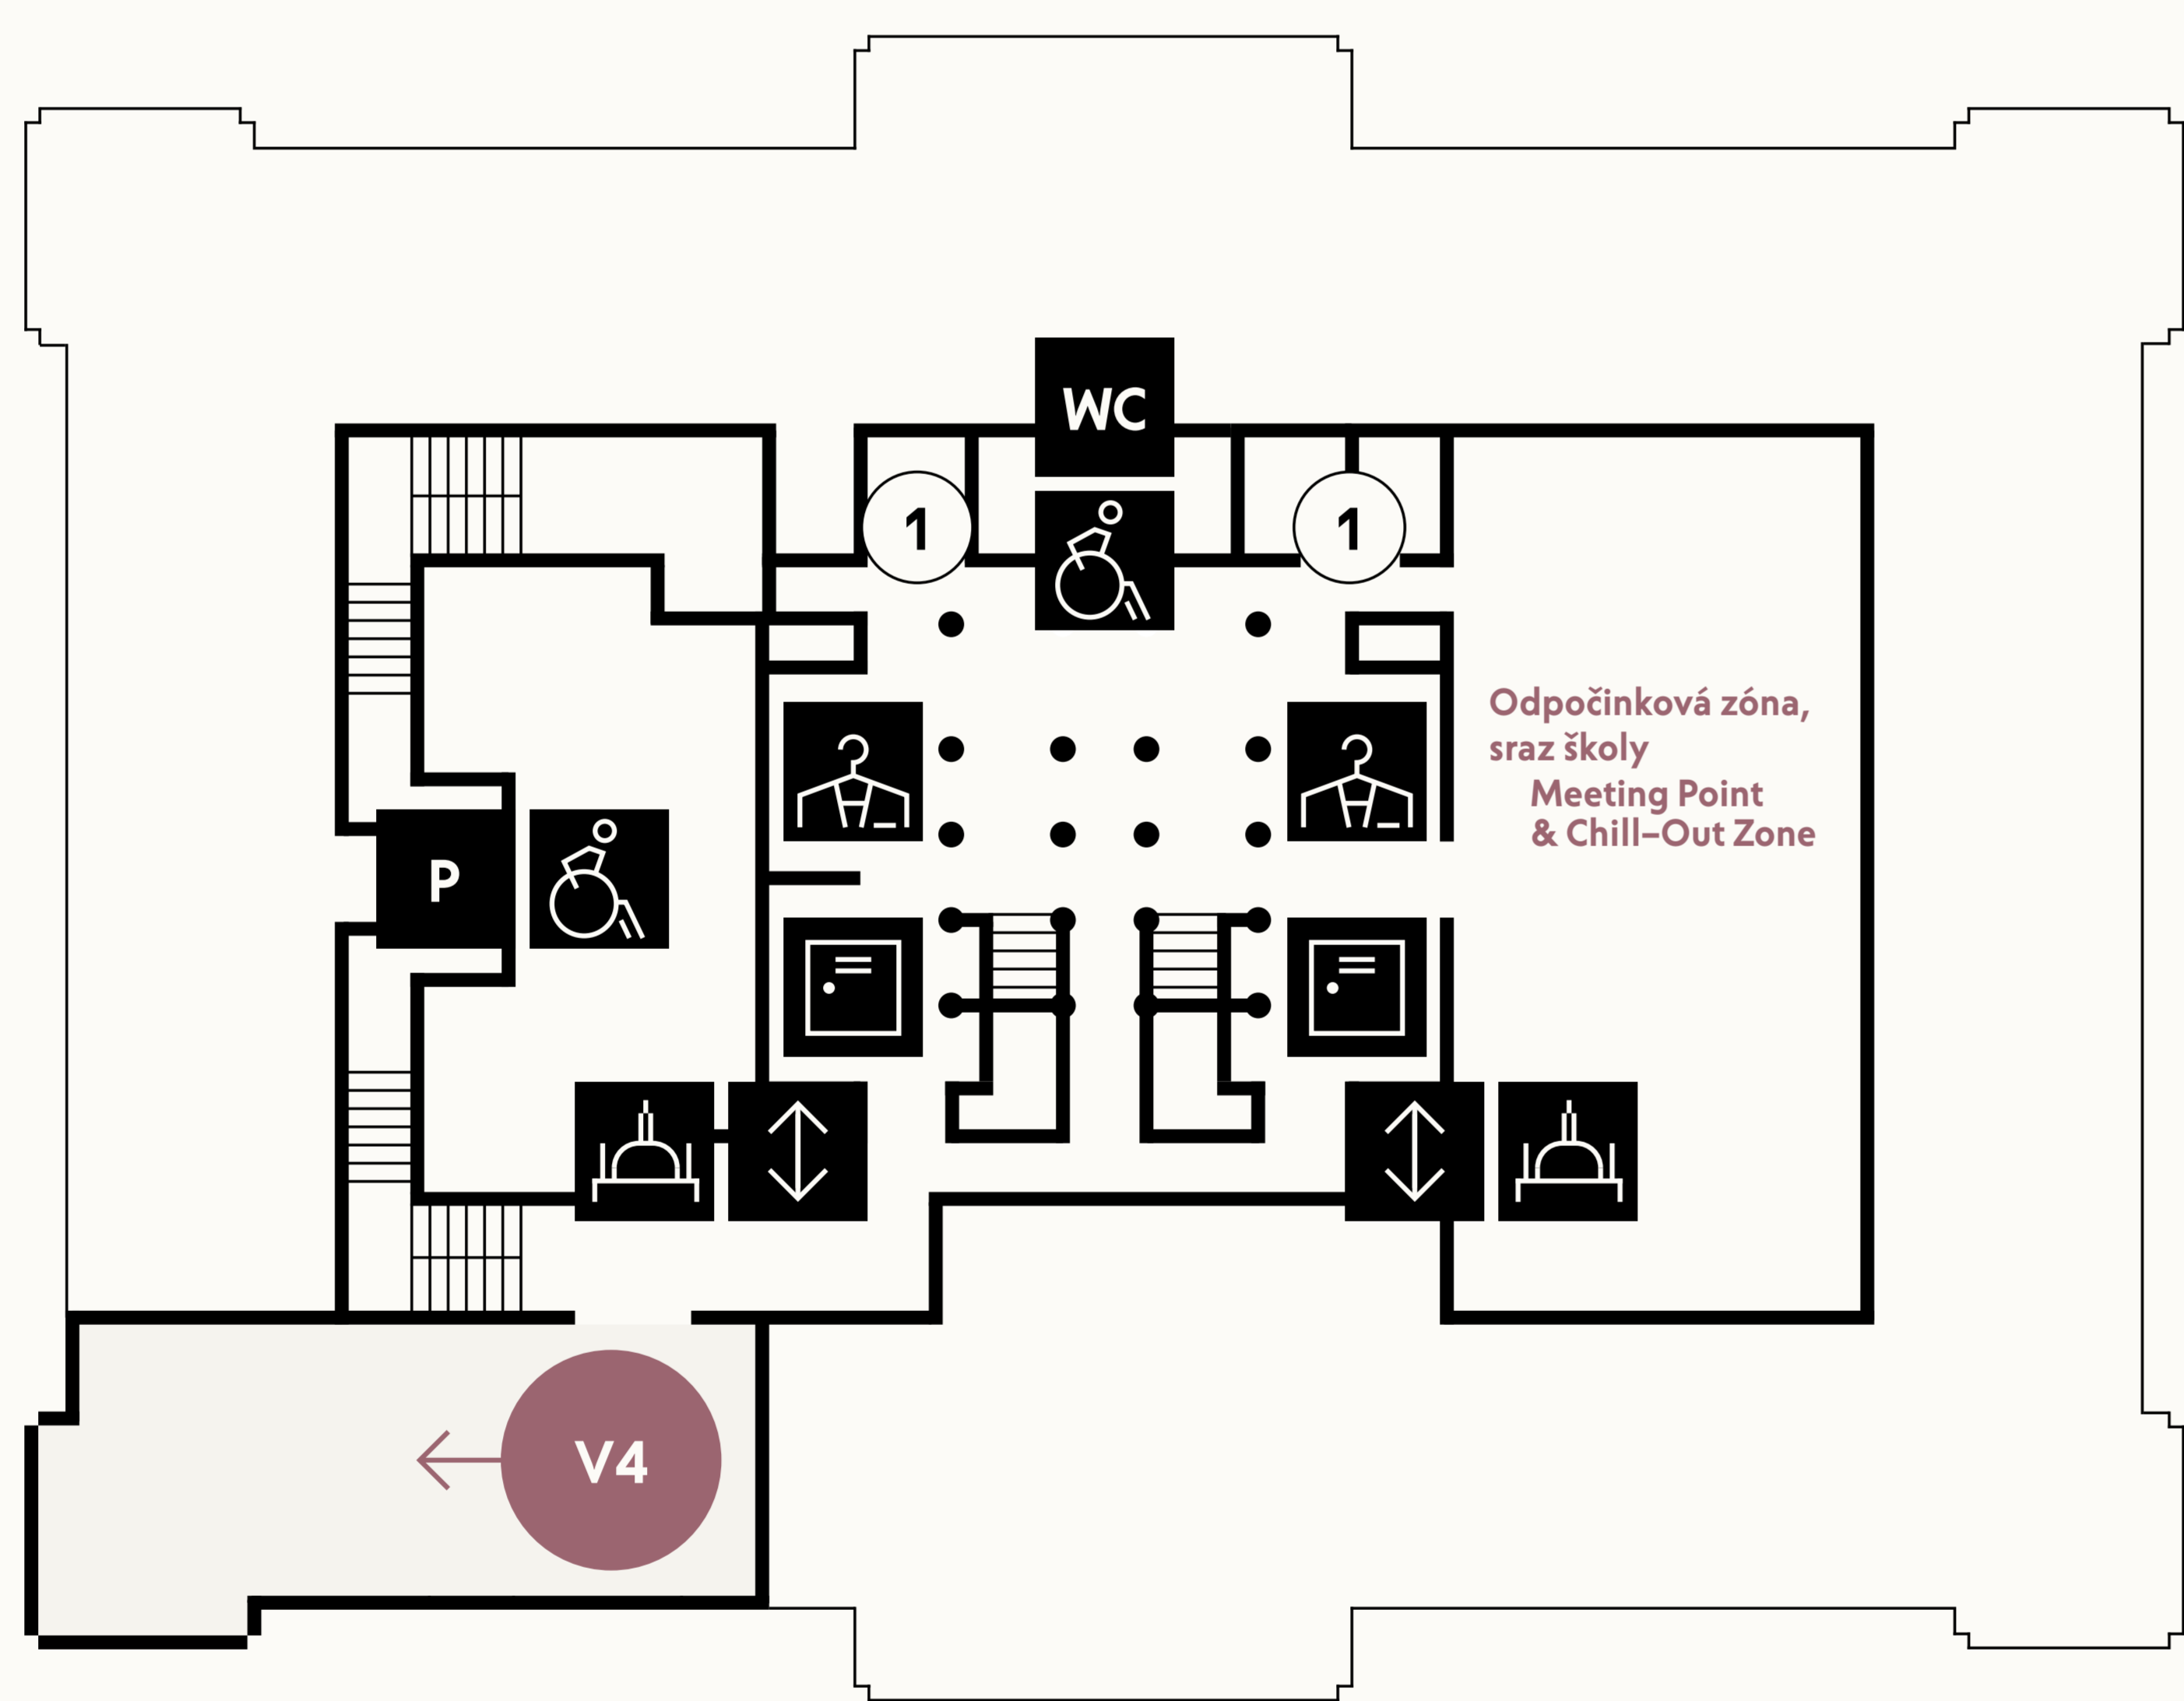 WC
1
1
Odpočinková zóna,
sraz školy
Meeting Point
& Chill–Out Zone
P
V4